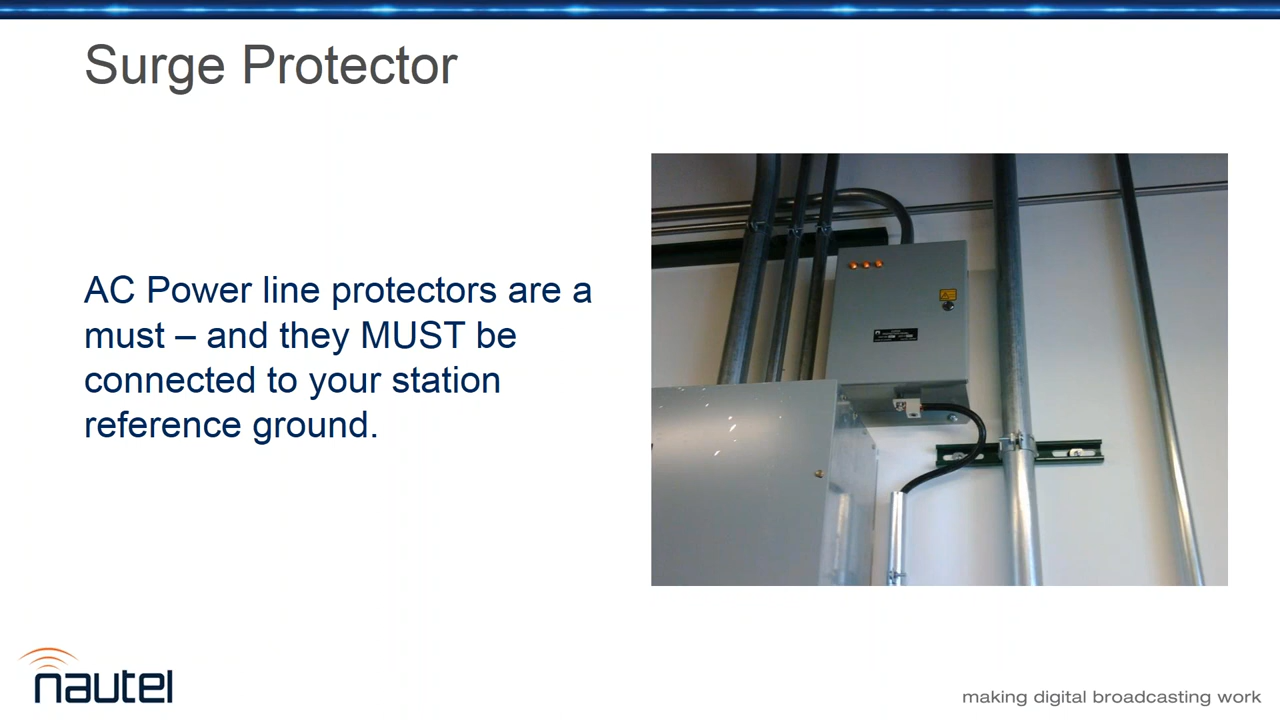 Surge Protector
AC Power line protectors are a
must – and they MUST be
connected to your station
reference ground.
nautel
making digital broadcasting work